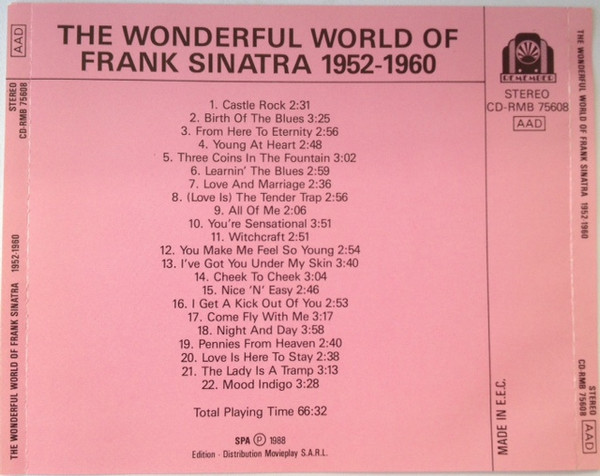 THE WONDERFUL WORLD OF
FRANK SINATRA 1952-1960
1. Castle Rock 2:31
2. Birth Of The Blues 3:25
3. From Here To Eternity 2:56
4. Young At Heart 2:48
5. Three Coins In The Fountain 3:02
6. Learnin' The Blues 2:59
7. Love And Marriage 2:36
8. (Love Is) The Tender Trap 2:56
9. All Of Me 2:06
10. You're Sensational 3:51
11. Witchcraft 2:51
12. You Make Me Feel So Young 2:54
13. I've Got You Under My Skin 3:40
14. Cheek To Cheek 3:04
15. Nice 'N' Easy 2:46
16. I Get A Kick Out Of You 2:53
17. Come Fly With Me 3:17
18. Night And Day 3:58
19. Pennies From Heaven 2:40
20. Love Is Here To Stay 2:38
21. The Lady Is A Tramp 3:13
22. Mood Indigo 3:28
Total Playing Time 66:32
SPA Ⓟ 1988
Edition · Distribution Movieplay S.A.R.L.
REMEMBER
STEREO
CD-RMB 75608
AAD
MADE IN E.E.C.
THE WONDERFUL WORLD OF FRANK SINATRA 1952-1960
STEREO
CD-RMB 75608
AAD
THE WONDERFUL WORLD OF FRANK SINATRA 1952-1960
STEREO
CD-RMB 75608
AAD